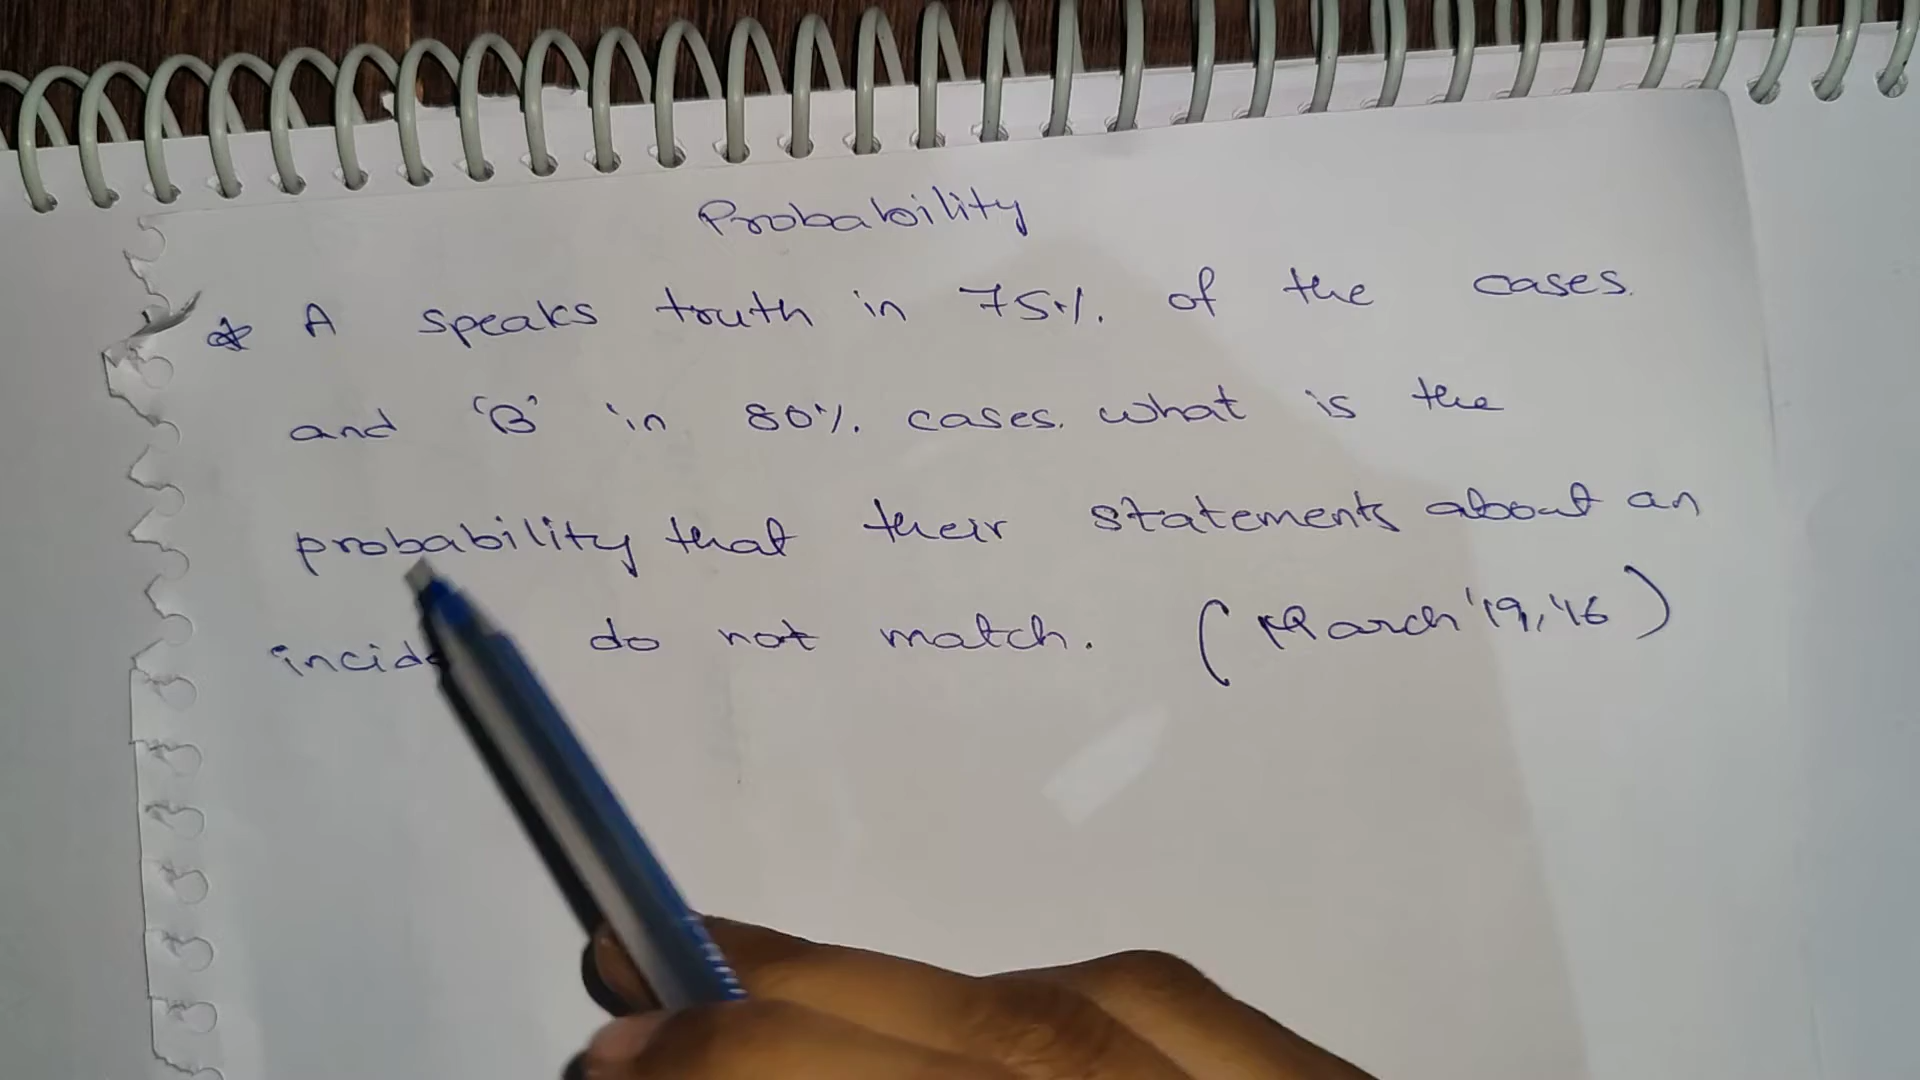 Probability
* A speaks truth in 75%. of the cases.
and 'B' in 80%. cases. what is the
probability that their statements about an
do not match. (March '19, '16)